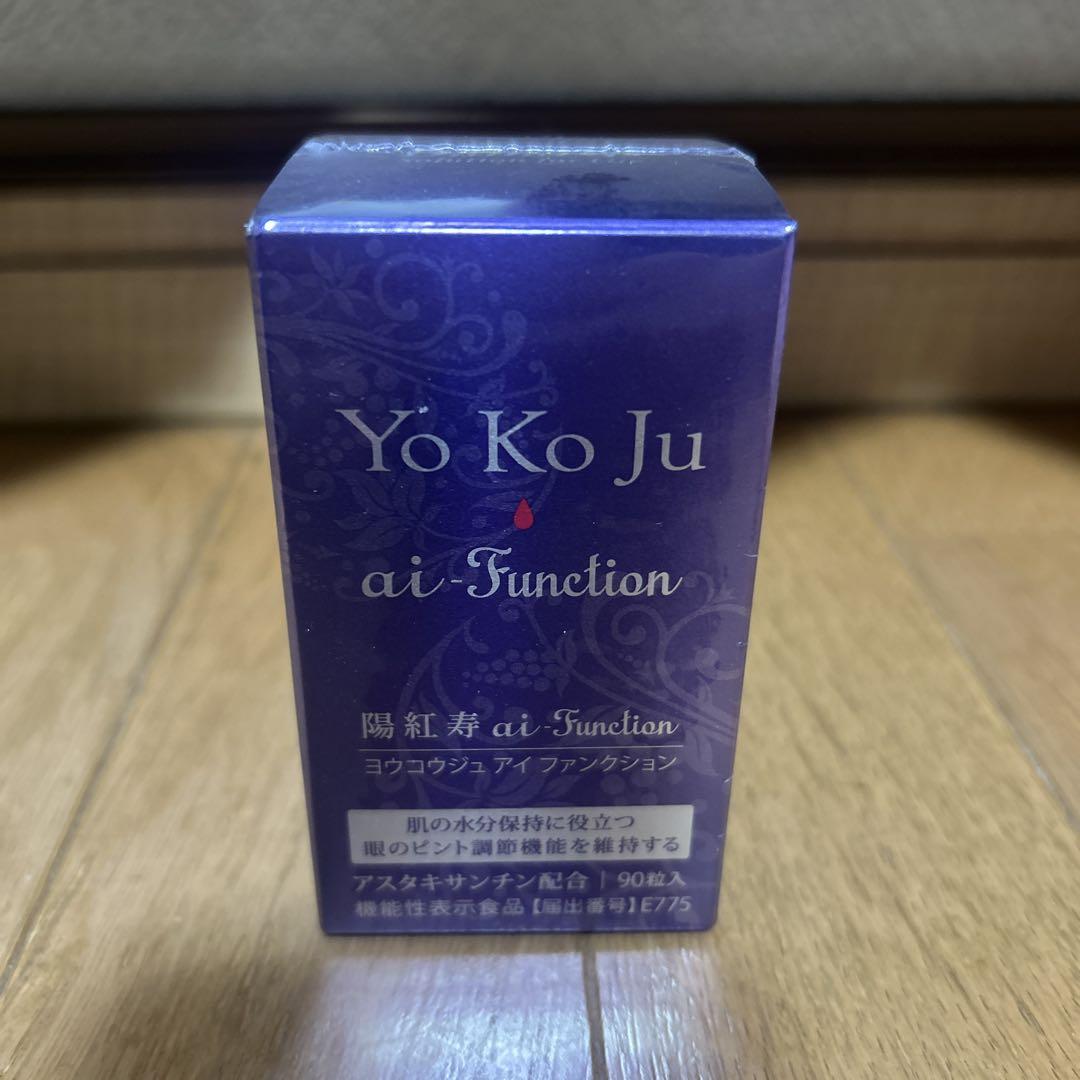 Yo Ko Ju
ai-Function
陽紅寿 ai-Function
ヨウコウジュ アイ ファンクション
肌の水分保持に役立つ
眼のピント調節機能を維持する
アスタキサンチン配合 | 90粒入
機能性表示食品【届出番号】E775